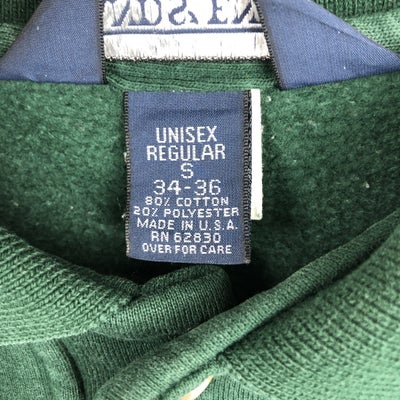 UNISEX
REGULAR
S
34-36
80% COTTON
20% POLYESTER
MADE IN U.S.A.
RN 62830
OVER FOR CARE